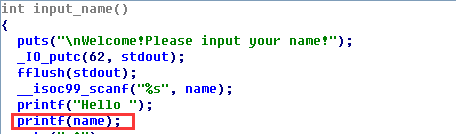 int input_name()
{
puts("\nWelcome!Please input your name!");
_IO_putc(62, stdout);
fflush(stdout);
__isoc99_scanf("%s", name);
printf("Hello ");
printf(name);